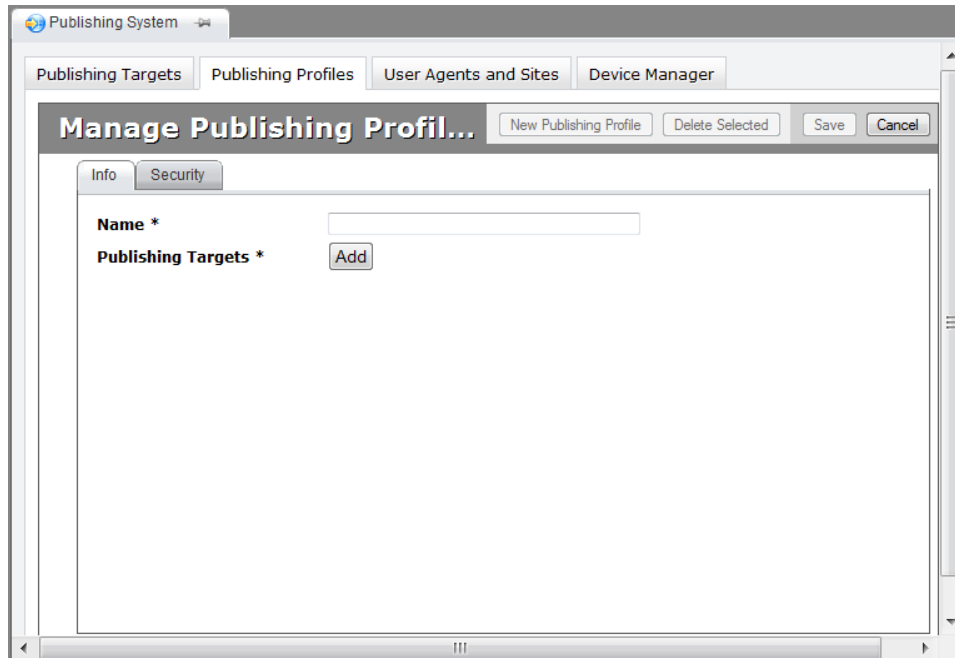 Publishing System
Publishing Targets Publishing Profiles User Agents and Sites Device Manager
Manage Publishing Profil... New Publishing Profile Delete Selected Save Cancel
Info Security
Name *
Publishing Targets * Add